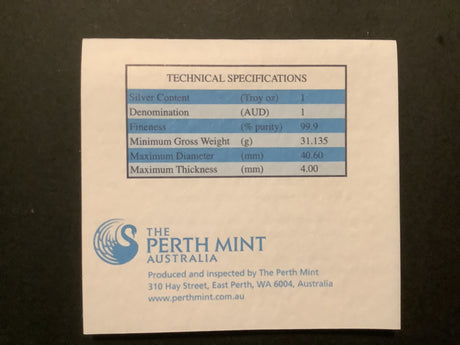 TECHNICAL SPECIFICATIONS
Silver Content (Troy oz) 1
Denomination (AUD) 1
Fineness (% purity) 99.9
Minimum Gross Weight (g) 31.135
Maximum Diameter (mm) 40.60
Maximum Thickness (mm) 4.00
THE
PERTH MINT
AUSTRALIA
Produced and inspected by The Perth Mint
310 Hay Street, East Perth, WA 6004, Australia
www.perthmint.com.au